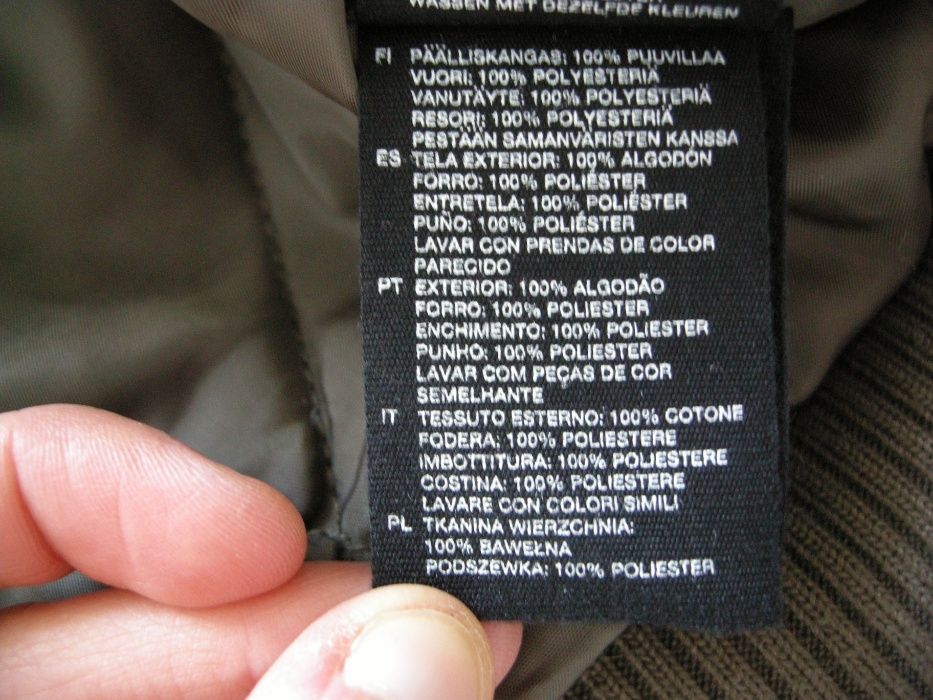 WASSEN MET DEZELFDE KLEUREN
FI PÄÄLLISKANGAS: 100% PUUVILLAA
VUORI: 100% POLYESTERIÄ
VANUTÄYTE: 100% POLYESTERIÄ
RESORI: 100% POLYESTERIÄ
PESTÄÄN SAMANVÄRISTEN KANSSA
ES TELA EXTERIOR: 100% ALGODÓN
FORRO: 100% POLIÉSTER
ENTRETELA: 100% POLIÉSTER
PUÑO: 100% POLIÉSTER
LAVAR CON PRENDAS DE COLOR
PARECIDO
PT EXTERIOR: 100% ALGODÃO
FORRO: 100% POLIESTER
ENCHIMENTO: 100% POLIESTER
PUNHO: 100% POLIESTER
LAVAR COM PEÇAS DE COR
SEMELHANTE
IT TESSUTO ESTERNO: 100% COTONE
FODERA: 100% POLIESTERE
IMBOTTITURA: 100% POLIESTERE
COSTINA: 100% POLIESTERE
LAVARE CON COLORI SIMILI
PL TKANINA WIERZCHNIA:
100% BAWEŁNA
PODSZEWKA: 100% POLIESTER